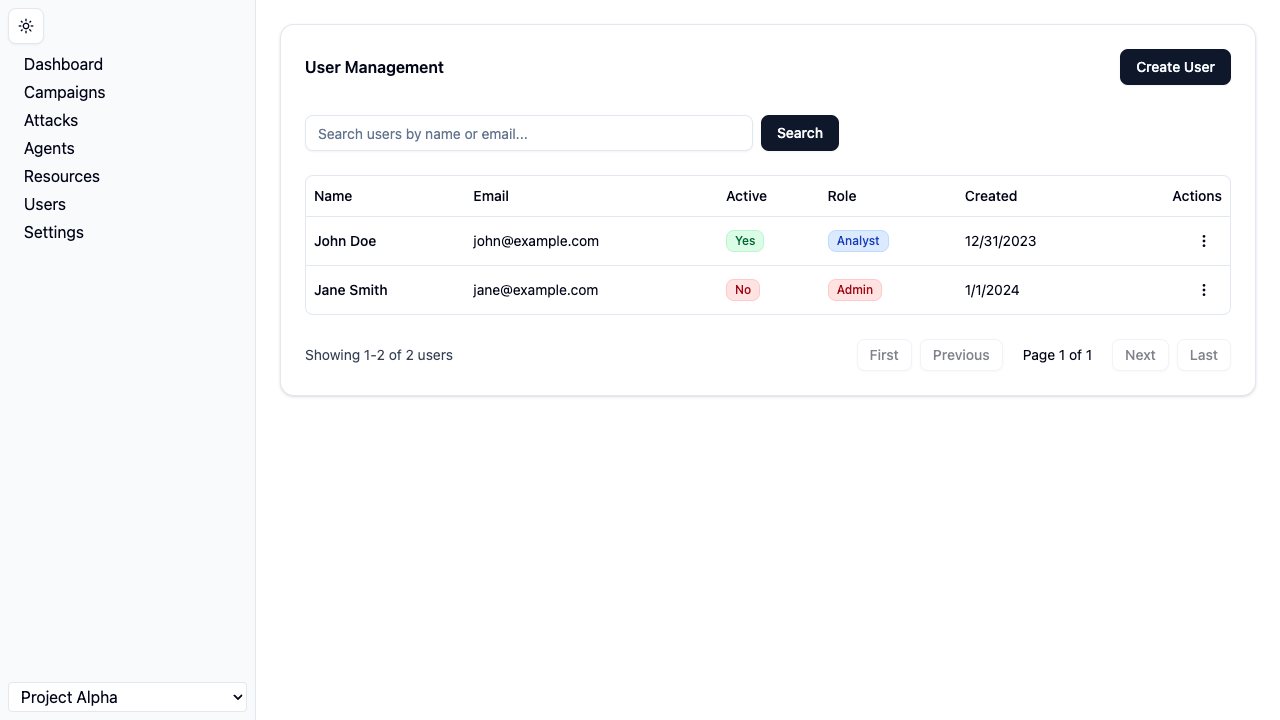 Dashboard
Campaigns
Attacks
Agents
Resources
Users
Settings
Project Alpha
User Management
Create User
Search users by name or email...
Search
Name Email Active Role Created Actions
John Doe john@example.com Yes Analyst 12/31/2023
Jane Smith jane@example.com No Admin 1/1/2024
Showing 1-2 of 2 users
First Previous Page 1 of 1 Next Last